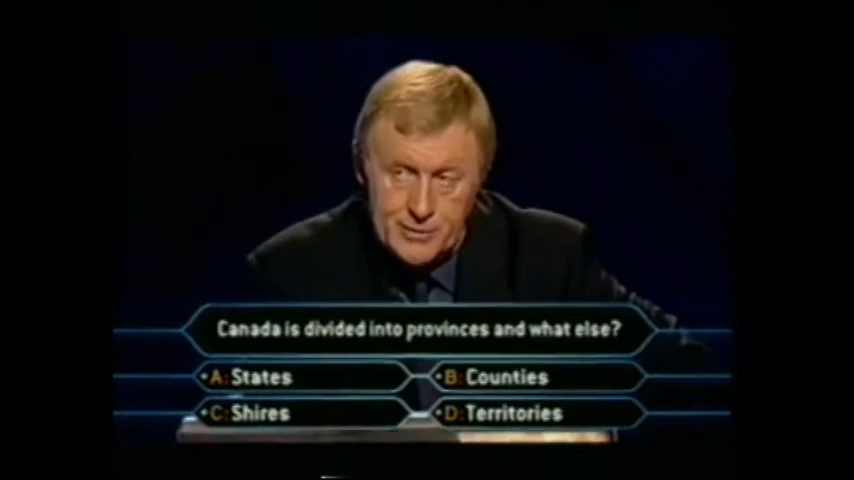 Canada is divided into provinces and what else?
A: States
B: Counties
C: Shires
D: Territories